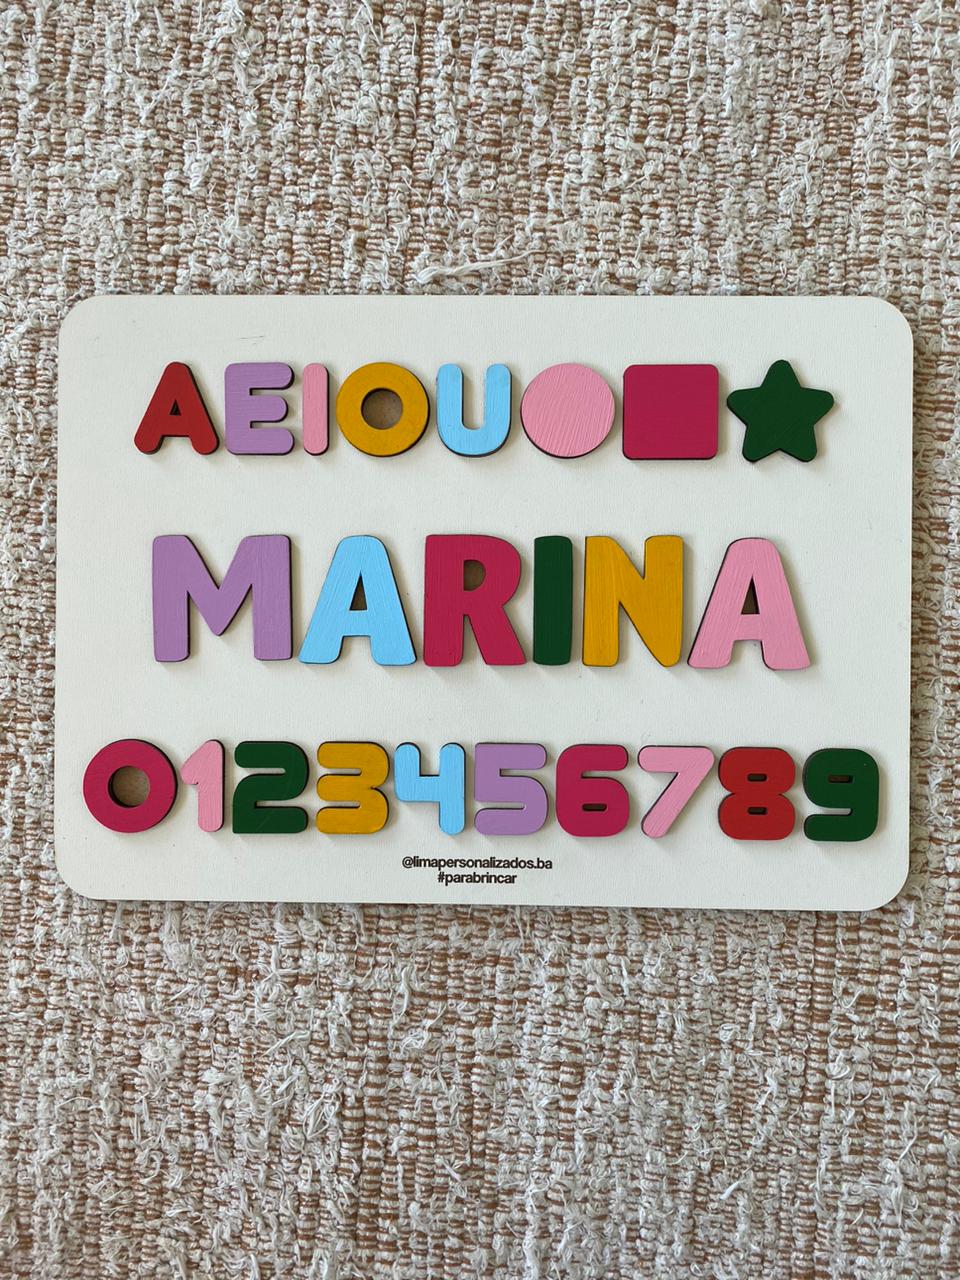 AEIOU
MARINA
0123456789
@limapersonalizados.ba
#parabrincar